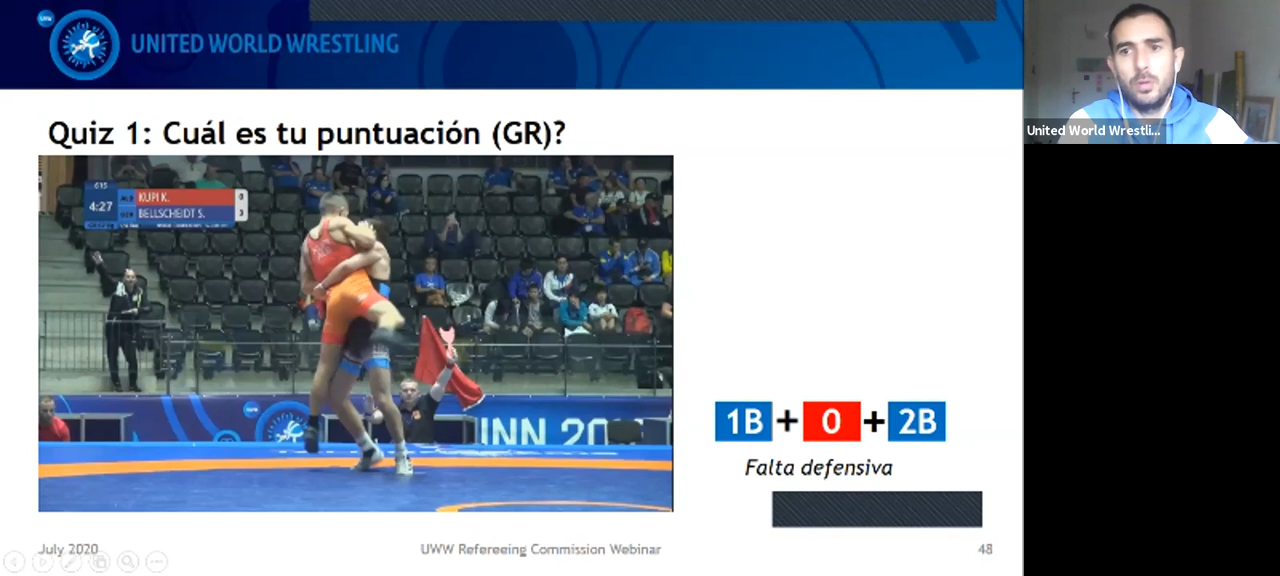 UNITED WORLD WRESTLING
United World Wrestli...
Quiz 1: Cuál es tu puntuación (GR)?
4:27
KUPI K. 0
BELLSCHEIDT S. 3
INN 20
1B + 0 + 2B
Falta defensiva
July 2020
UWW Refereeing Commission Webinar
48